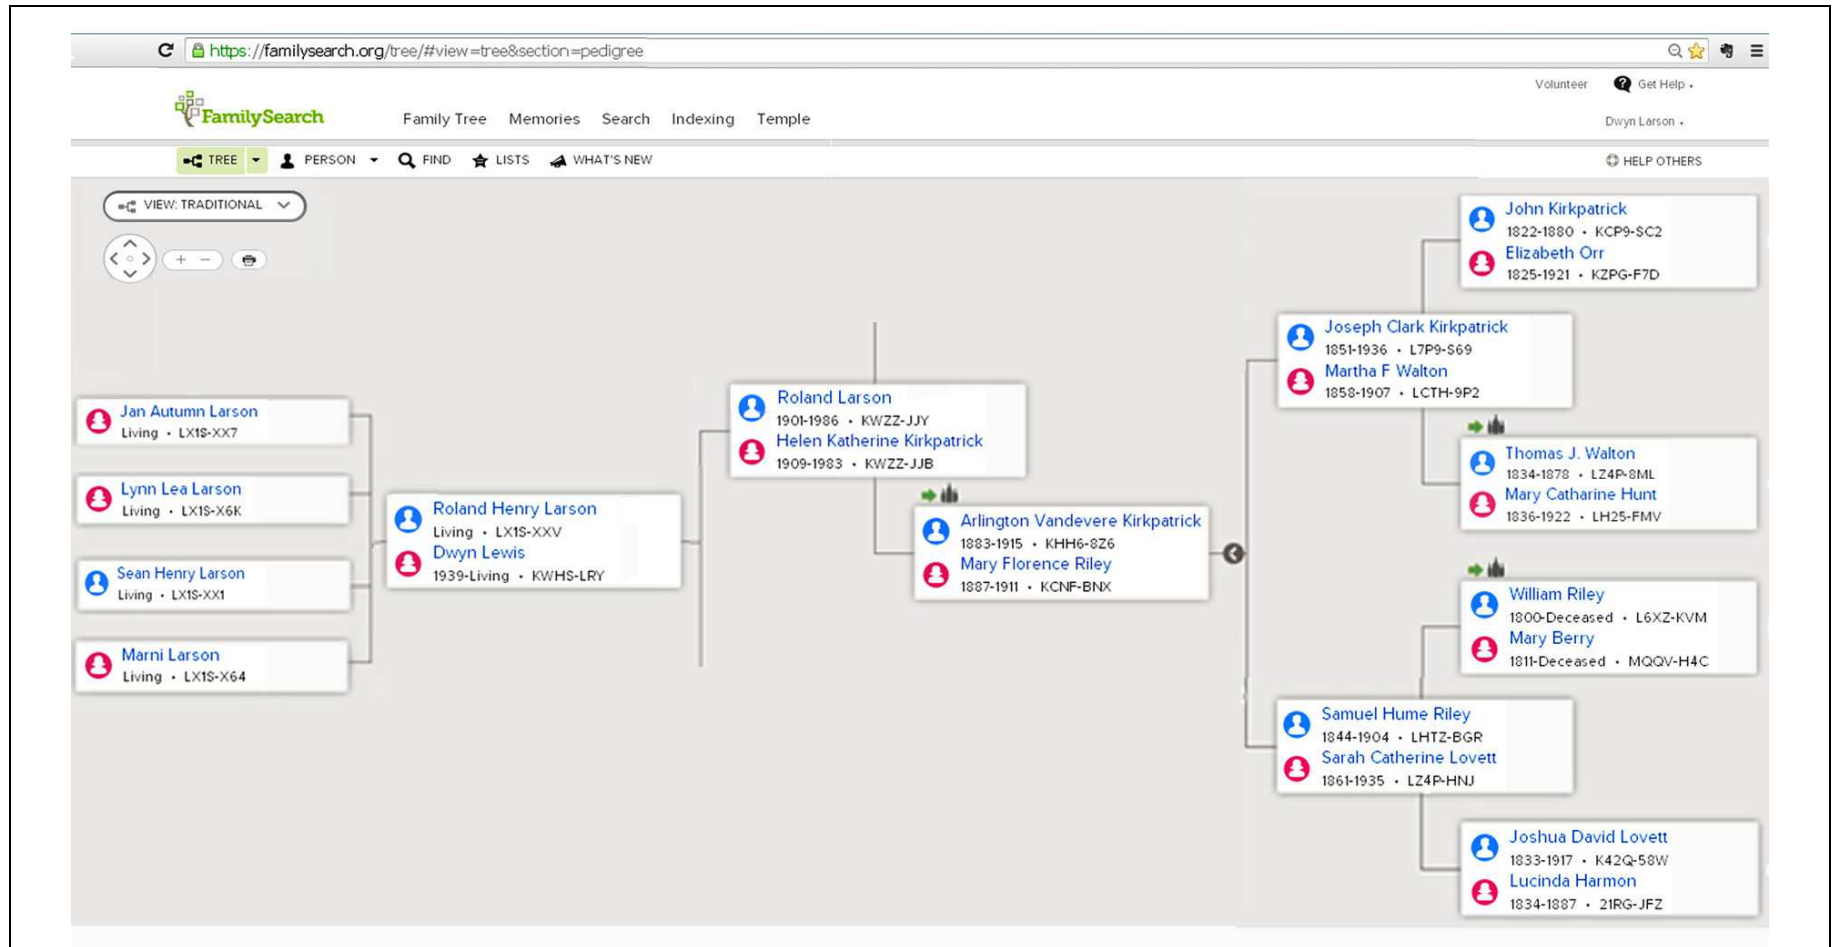 https://familysearch.org/tree/#view=tree&section=pedigree
Volunteer Get Help
FamilySearch
Family Tree Memories Search Indexing Temple
Dwyn Larson
TREE PERSON FIND LISTS WHAT'S NEW
HELP OTHERS
VIEW: TRADITIONAL
Jan Autumn Larson
Living • LX1S-XX7
Lynn Lea Larson
Living • LX1S-X6K
Sean Henry Larson
Living • LX1S-XX1
Marni Larson
Living • LX1S-X64
Roland Henry Larson
Living • LX1S-XXV
Dwyn Lewis
1939-Living • KWHS-LRY
Roland Larson
1901-1986 • KWZZ-JJY
Helen Katherine Kirkpatrick
1909-1983 • KWZZ-JJB
Arlington Vandevere Kirkpatrick
1883-1915 • KHH6-8Z6
Mary Florence Riley
1887-1911 • KCNF-BNX
Joseph Clark Kirkpatrick
1851-1936 • L7P9-S69
Martha F Walton
1858-1907 • LCTH-9P2
Samuel Hume Riley
1844-1904 • LHTZ-BGR
Sarah Catherine Lovett
1861-1935 • LZ4P-HNJ
John Kirkpatrick
1822-1880 • KCP9-SC2
Elizabeth Orr
1825-1921 • KZPG-F7D
Thomas J. Walton
1834-1878 • LZ4P-8ML
Mary Catharine Hunt
1836-1922 • LH25-FMV
William Riley
1800-Deceased • L6XZ-KVM
Mary Berry
1811-Deceased • MQQV-H4C
Joshua David Lovett
1833-1917 • K42Q-58W
Lucinda Harmon
1834-1887 • 21RG-JFZ